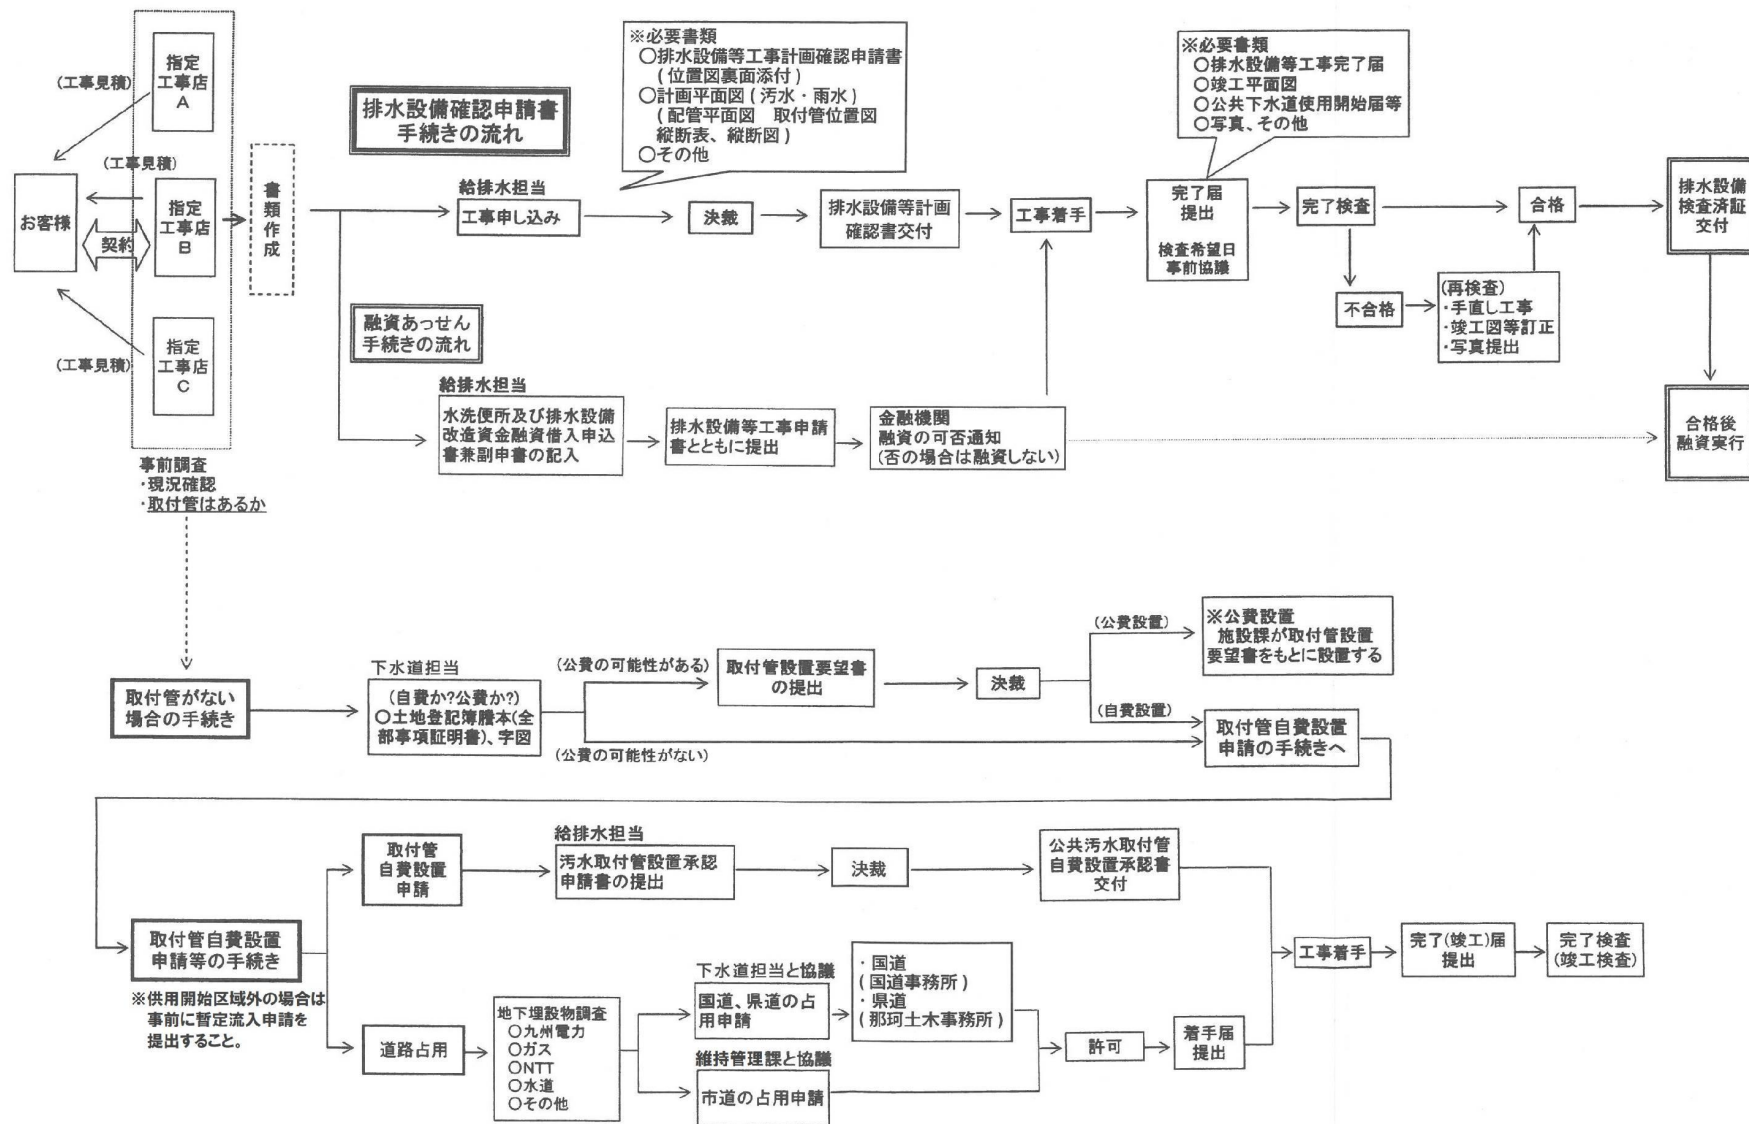 指定
工事店
A
(工事見積)
(工事見積)
お客様
契約
指定
工事店
B
指定
工事店
C
(工事見積)
書類作成
排水設備確認申請書
手続きの流れ
※必要書類
○排水設備等工事計画確認申請書
(位置図裏面添付)
○計画平面図(汚水・雨水)
(配管平面図 取付管位置図
縦断表、縦断図)
○その他
給排水担当
工事申し込み
決裁
排水設備等計画
確認書交付
工事着手
※必要書類
○排水設備等工事完了届
○竣工平面図
○公共下水道使用開始届等
○写真、その他
完了届
提出
検査希望日
事前協議
完了検査
合格
排水設備
検査済証
交付
不合格
(再検査)
・手直し工事
・竣工図等訂正
・写真提出
融資あっせん
手続きの流れ
給排水担当
水洗便所及び排水設備
改造資金融資借入申込
書兼副申書の記入
排水設備等工事申請
書とともに提出
金融機関
融資の可否通知
(否の場合は融資しない)
合格後
融資実行
事前調査
・現況確認
・取付管はあるか
取付管がない
場合の手続き
下水道担当
(自費か?公費か?)
○土地登記簿謄本(全
部事項証明書)、字図
(公費の可能性がある)
(公費の可能性がない)
取付管設置要望書
の提出
決裁
(公費設置)
※公費設置
施設課が取付管設置
要望書をもとに設置する
(自費設置)
取付管自費設置
申請の手続きへ
取付管自費設置
申請等の手続き
※供用開始区域外の場合は
事前に暫定流入申請を
提出すること。
取付管
自費設置
申請
給排水担当
汚水取付管設置承認
申請書の提出
決裁
公共汚水取付管
自費設置承認書
交付
道路占用
地下埋設物調査
○九州電力
○ガス
○NTT
○水道
○その他
下水道担当と協議
国道、県道の占
用申請
・国道
(国道事務所)
・県道
(那珂土木事務所)
維持管理課と協議
市道の占用申請
許可
着手届
提出
工事着手
完了(竣工)届
提出
完了検査
(竣工検査)